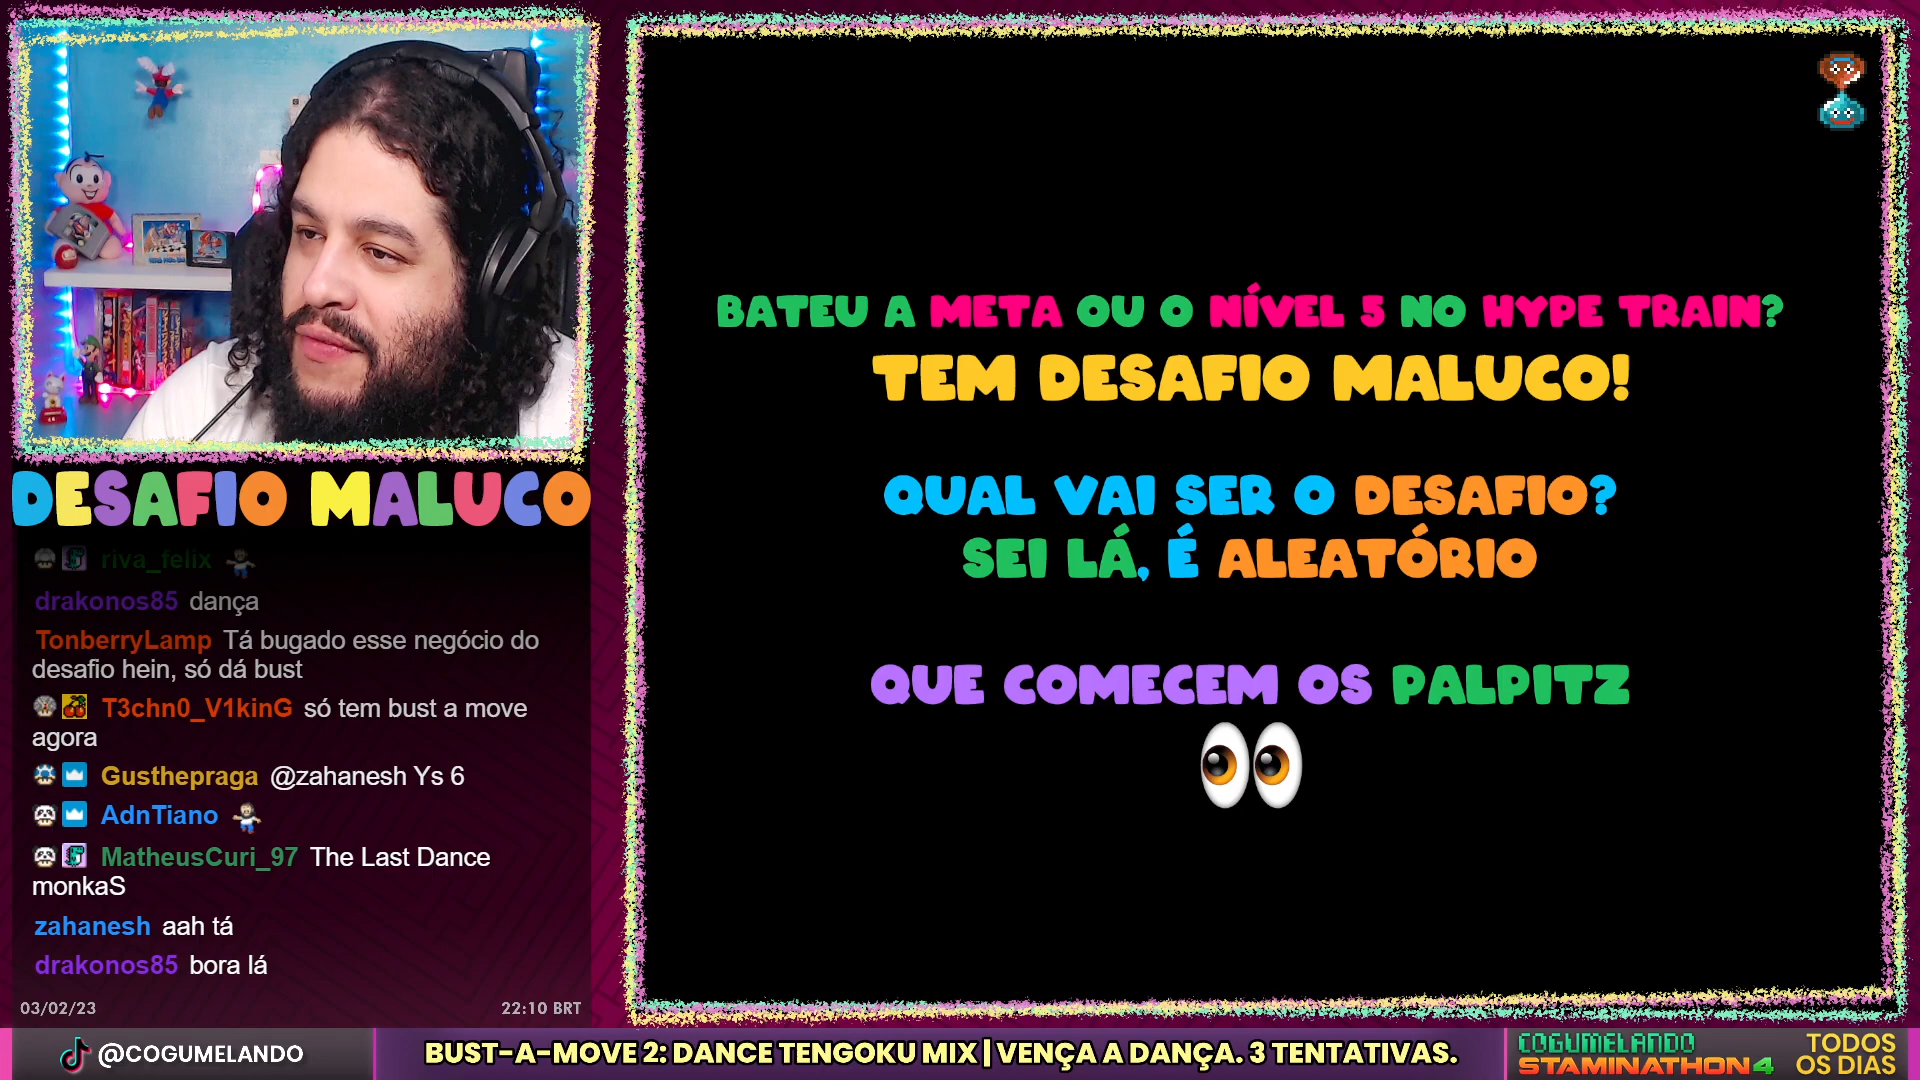 BATEU A META OU O NÍVEL 5 NO HYPE TRAIN?
TEM DESAFIO MALUCO!
QUAL VAI SER O DESAFIO?
SEI LÁ, É ALEATÓRIO
QUE COMECEM OS PALPITZ
DESAFIO MALUCO
riva_felix
drakonos85 dança
TonberryLamp Tá bugado esse negócio do
desafio hein, só dá bust
T3chn0_V1kinG só tem bust a move
agora
Gusthepraga @zahanesh Ys 6
AdnTiano
MatheusCuri_97 The Last Dance
monkaS
zahanesh aah tá
drakonos85 bora lá
03/02/23
22:10 BRT
@COGUMELANDO
BUST-A-MOVE 2: DANCE TENGOKU MIX | VENÇA A DANÇA. 3 TENTATIVAS.
COGUMELANDO
STAMINATHON 4
TODOS
OS DIAS